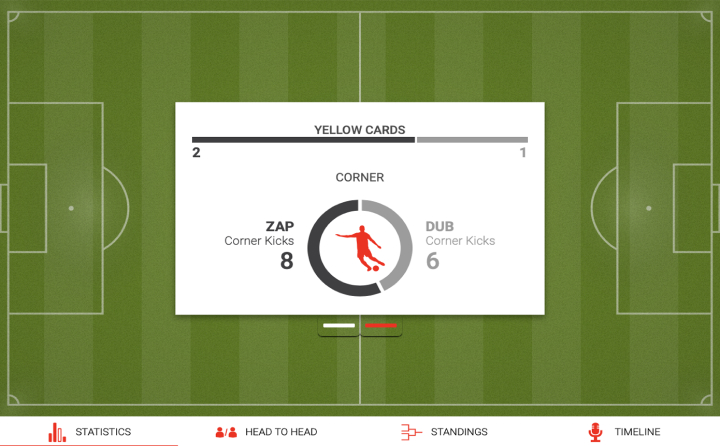 YELLOW CARDS
2
1
CORNER
ZAP
Corner Kicks
8
DUB
Corner Kicks
6
STATISTICS
HEAD TO HEAD
STANDINGS
TIMELINE